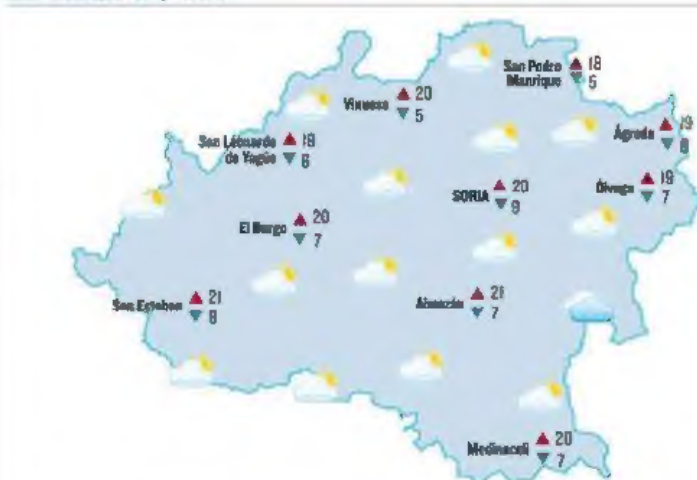 San Pedro 18
Manrique 5
Vinuesa 20
5
Ágreda 19
8
San Leonardo 19
de Yagüe 6
SORIA 20
9
Ólvega 19
7
El Burgo 20
7
San Esteban 21
8
Almazán 21
7
Medinaceli 20
7